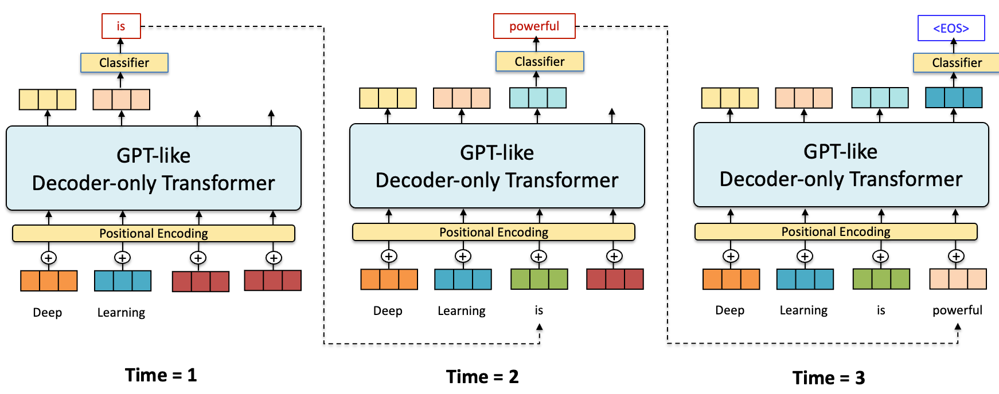 is
Classifier
GPT-like
Decoder-only Transformer
Positional Encoding
+ + + +
Deep Learning
Time = 1
powerful
Classifier
GPT-like
Decoder-only Transformer
Positional Encoding
+ + + +
Deep Learning is
Time = 2
<EOS>
Classifier
GPT-like
Decoder-only Transformer
Positional Encoding
+ + + +
Deep Learning is powerful
Time = 3